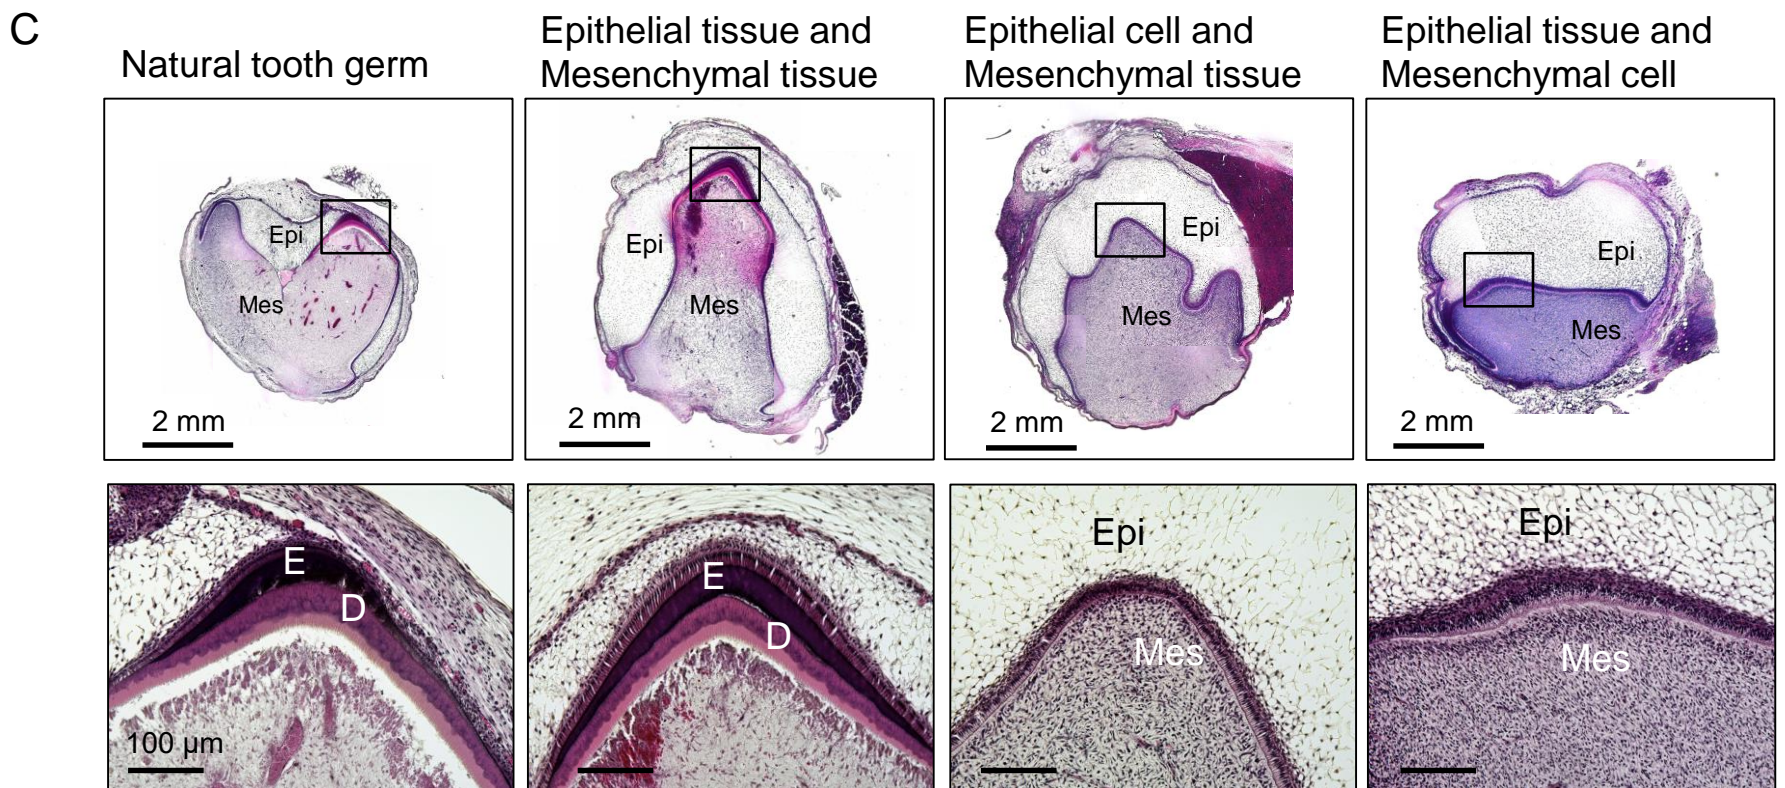 C
Natural tooth germ
Epithelial tissue and
Mesenchymal tissue
Epithelial cell and
Mesenchymal tissue
Epithelial tissue and
Mesenchymal cell
Epi
Mes
2 mm
Epi
Mes
2 mm
Epi
Mes
2 mm
Epi
Mes
2 mm
E
D
100 μm
E
D
Epi
Mes
Epi
Mes